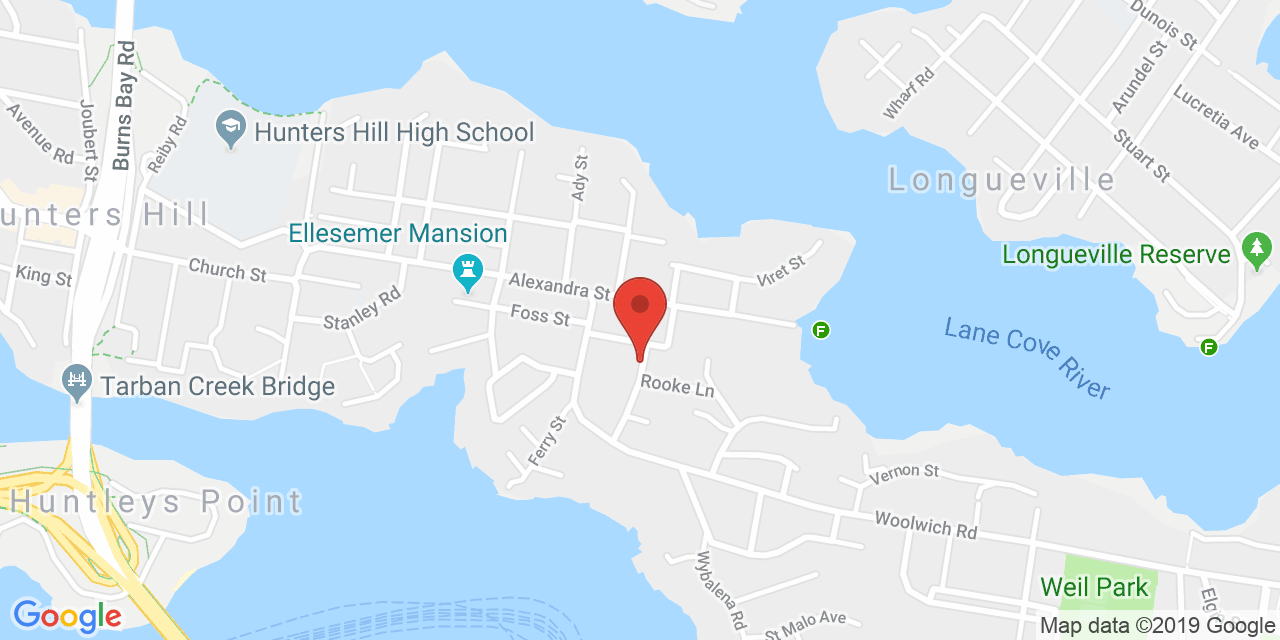 Dunois St
Burns Bay Rd
Arundel St
Wharf Rd
Lucretia Ave
Joubert St
Avenue Rd
Reiby Rd
Hunters Hill High School
Stuart St
Ady St
Longueville
unters Hill
Ellesemer Mansion
Longueville Reserve
Church St
King St
Alexandra St
Viret St
Stanley Rd
Foss St
F
Lane Cove River
F
Tarban Creek Bridge
Rooke Ln
Ferry St
Vernon St
Huntleys Point
Woolwich Rd
Wybalena Rd
Weil Park
Elg
Google
St Malo Ave
Map data ©2019 Google